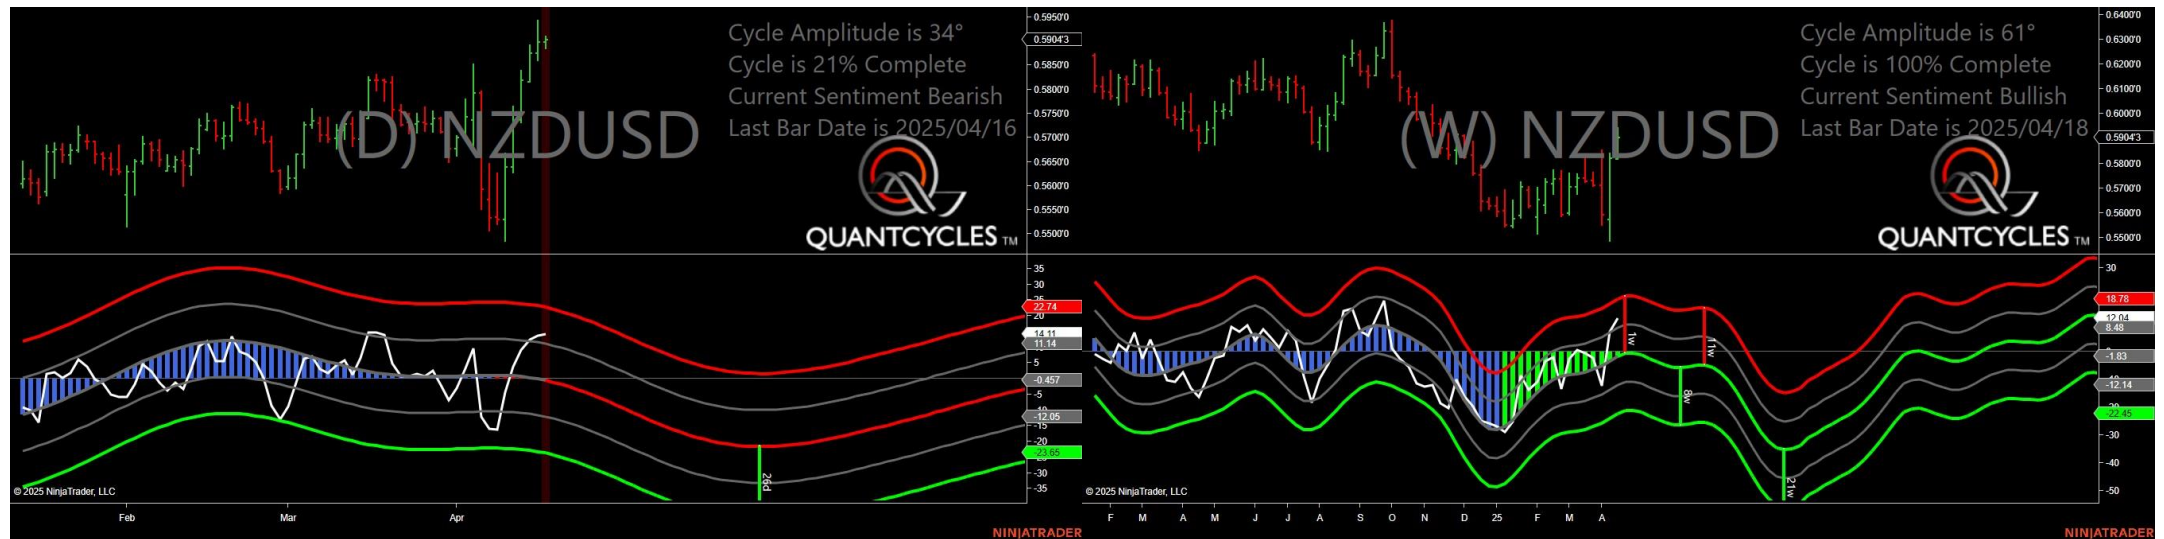 Cycle Amplitude is 34°
Cycle is 21% Complete
Current Sentiment Bearish
Last Bar Date is 2025/04/16
(D) NZDUSD
QUANTCYCLES TM
0.5950'0
0.5904'3
0.5850'0
0.5800'0
0.5750'0
0.5700'0
0.5650'0
0.5600'0
0.5550'0
0.5500'0
35
30
22.74
20
14.11
11.14
5
-0.457
-5
-12.05
-15
-20
-23.65
-30
-35
26d
© 2025 NinjaTrader, LLC
Feb
Mar
Apr
NINJATRADER
Cycle Amplitude is 61°
Cycle is 100% Complete
Current Sentiment Bullish
Last Bar Date is 2025/04/18
(W) NZDUSD
QUANTCYCLES TM
0.6400'0
0.6300'0
0.6200'0
0.6100'0
0.6000'0
0.5904'3
0.5800'0
0.5700'0
0.5600'0
0.5500'0
30
18.78
12.04
8.48
-1.83
-12.14
-22.45
-30
-40
-50
1w
11w
8w
21w
© 2025 NinjaTrader, LLC
F
M
A
M
J
J
A
S
O
N
D
25
F
M
A
NINJATRADER